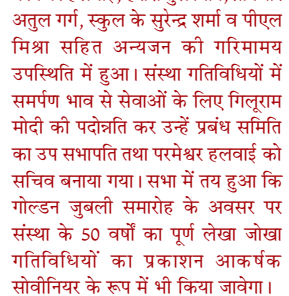 अतुल गर्ग, स्कुल के सुरेन्द्र शर्मा व पीएल
मिश्रा सहित अन्यजन की गरिमामय
उपस्थिति में हुआ। संस्था गतिविधियों में
समर्पण भाव से सेवाओं के लिए गिलूराम
मोदी की पदोन्नति कर उन्हें प्रबंध समिति
का उप सभापति तथा परमेश्वर हलवाई को
सचिव बनाया गया। सभा में तय हुआ कि
गोल्डन जुबली समारोह के अवसर पर
संस्था के 50 वर्षों का पूर्ण लेखा जोखा
गतिविधियों का प्रकाशन आकर्षक
सोवीनियर के रूप में भी किया जावेगा।